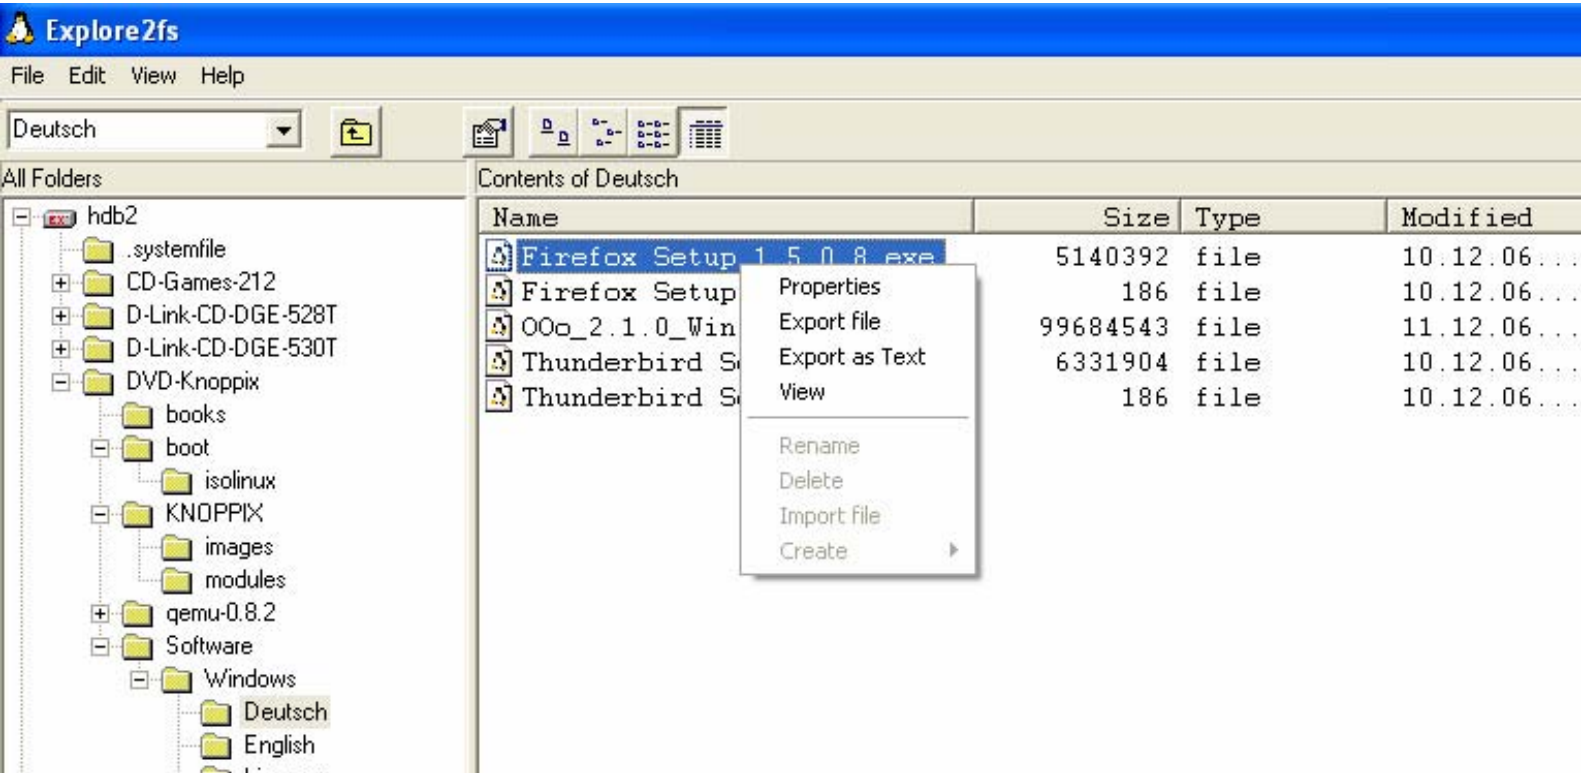 Explore2fs
File Edit View Help
Deutsch
All Folders
hdb2
.systemfile
CD-Games-212
D-Link-CD-DGE-528T
D-Link-CD-DGE-530T
DVD-Knoppix
books
boot
isolinux
KNOPPIX
images
modules
qemu-0.8.2
Software
Windows
Deutsch
English
Contents of Deutsch
Name Size Type Modified
Firefox Setup 1.5.0.8.exe 5140392 file 10.12.06...
Firefox Setup 186 file 10.12.06...
OOo_2.1.0_Win 99684543 file 11.12.06...
Thunderbird 6331904 file 10.12.06...
Thunderbird 186 file 10.12.06...
Properties
Export file
Export as Text
View
Rename
Delete
Import file
Create